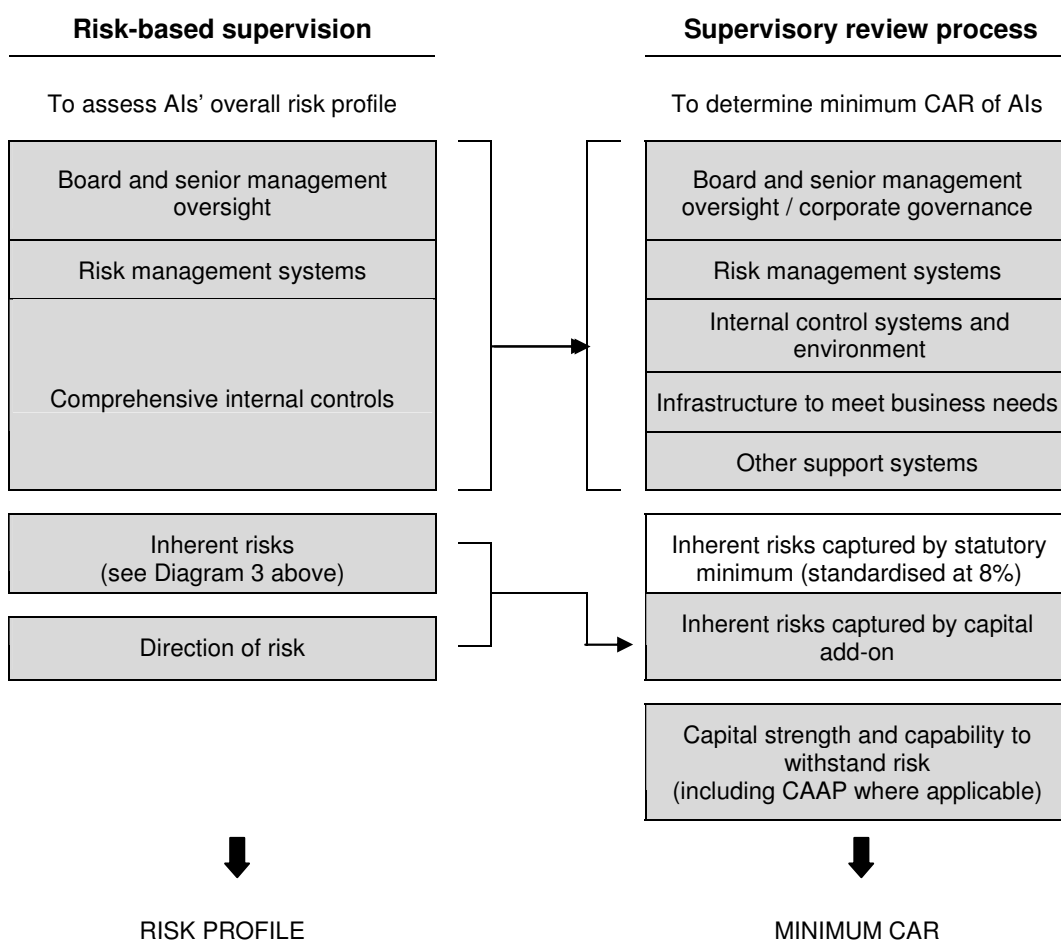 Risk-based supervision
To assess AIs' overall risk profile
Board and senior management
oversight
Risk management systems
Comprehensive internal controls
Inherent risks
(see Diagram 3 above)
Direction of risk
RISK PROFILE
Supervisory review process
To determine minimum CAR of AIs
Board and senior management
oversight / corporate governance
Risk management systems
Internal control systems and
environment
Infrastructure to meet business needs
Other support systems
Inherent risks captured by statutory
minimum (standardised at 8%)
Inherent risks captured by capital
add-on
Capital strength and capability to
withstand risk
(including CAAP where applicable)
MINIMUM CAR